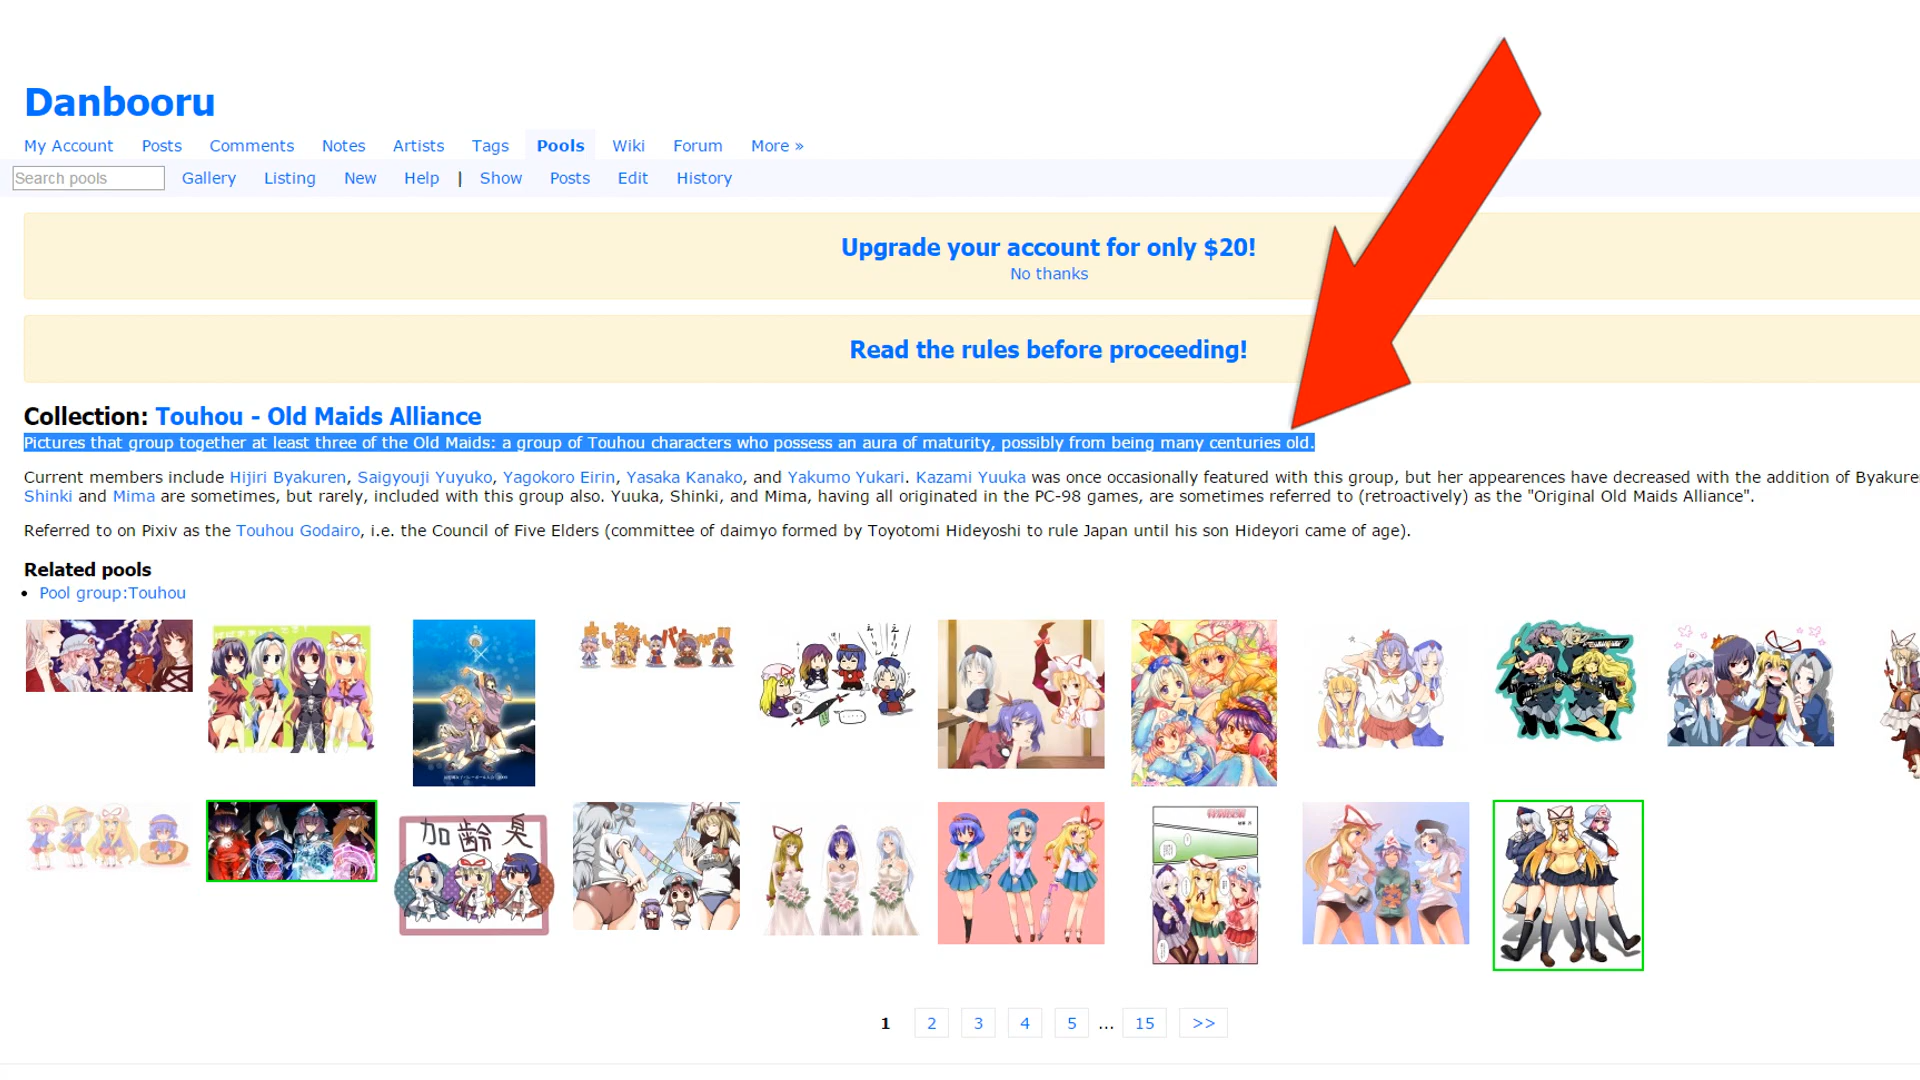 Danbooru
My Account Posts Comments Notes Artists Tags Pools Wiki Forum More »
Search pools Gallery Listing New Help | Show Posts Edit History
Upgrade your account for only $20!
No thanks
Read the rules before proceeding!
Collection: Touhou - Old Maids Alliance
Pictures that group together at least three of the Old Maids: a group of Touhou characters who possess an aura of maturity, possibly from being many centuries old.
Current members include Hijiri Byakuren, Saigyouji Yuyuko, Yagokoro Eirin, Yasaka Kanako, and Yakumo Yukari. Kazami Yuuka was once occasionally featured with this group, but her appearences have decreased with the addition of
Shinki and Mima are sometimes, but rarely, included with this group also. Yuuka, Shinki, and Mima, having all originated in the PC-98 games, are sometimes referred to (retroactively) as the "Original Old Maids Alliance".
Referred to on Pixiv as the Touhou Godairo, i.e. the Council of Five Elders (committee of daimyo formed by Toyotomi Hideyoshi to rule Japan until his son Hideyori came of age).
Related pools
• Pool group:Touhou
加齢臭
1 2 3 4 5 ... 15 >>